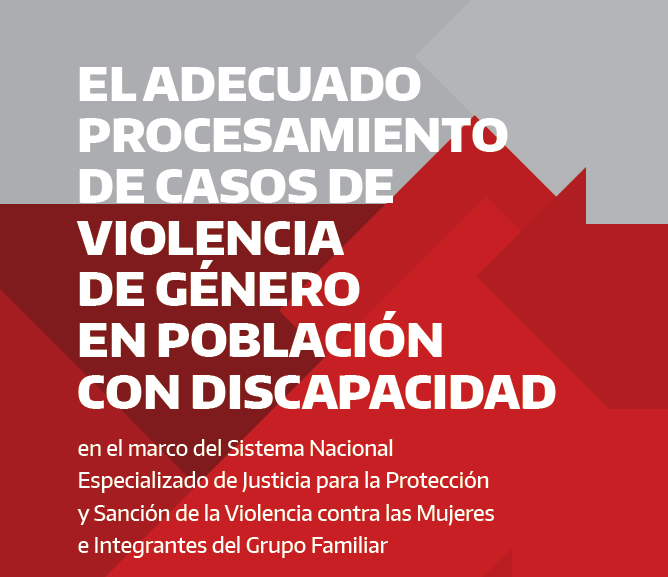 EL ADECUADO
PROCESAMIENTO
DE CASOS DE
VIOLENCIA
DE GÉNERO
EN POBLACIÓN
CON DISCAPACIDAD
en el marco del Sistema Nacional
Especializado de Justicia para la Protección
y Sanción de la Violencia contra las Mujeres
e Integrantes del Grupo Familiar